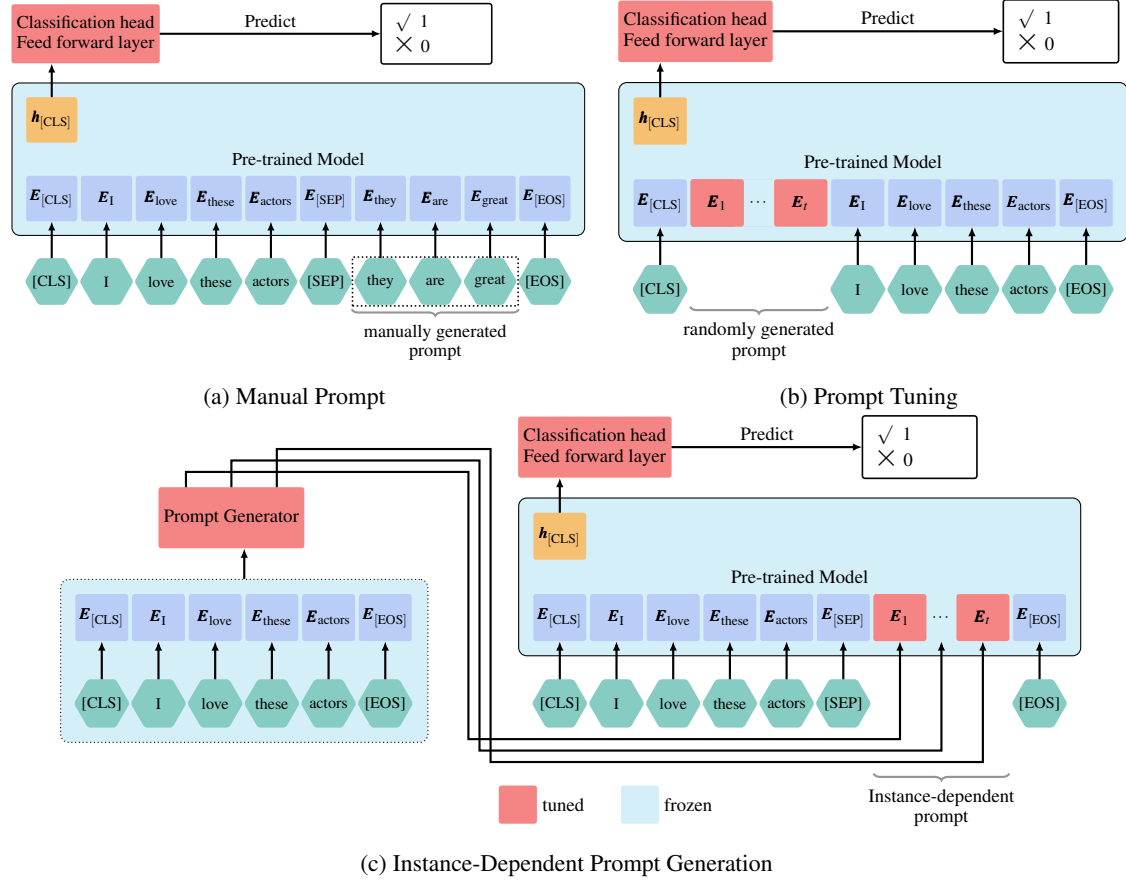 Classification head
Feed forward layer
Predict
√ 1
× 0
h[CLS]
Pre-trained Model
E[CLS] EI Elove Ethese Eactors E[SEP] Ethey Eare Egreat E[EOS]
[CLS] I love these actors [SEP] they are great [EOS]
manually generated
prompt
(a) Manual Prompt
Classification head
Feed forward layer
Predict
√ 1
× 0
h[CLS]
Pre-trained Model
E[CLS] E1 ··· Et EI Elove Ethese Eactors E[EOS]
[CLS] I love these actors [EOS]
randomly generated
prompt
(b) Prompt Tuning
Prompt Generator
E[CLS] EI Elove Ethese Eactors E[EOS]
[CLS] I love these actors [EOS]
Classification head
Feed forward layer
Predict
√ 1
× 0
h[CLS]
Pre-trained Model
E[CLS] EI Elove Ethese Eactors E[SEP] E1 ··· Et E[EOS]
[CLS] I love these actors [SEP] [EOS]
Instance-dependent
prompt
tuned frozen
(c) Instance-Dependent Prompt Generation